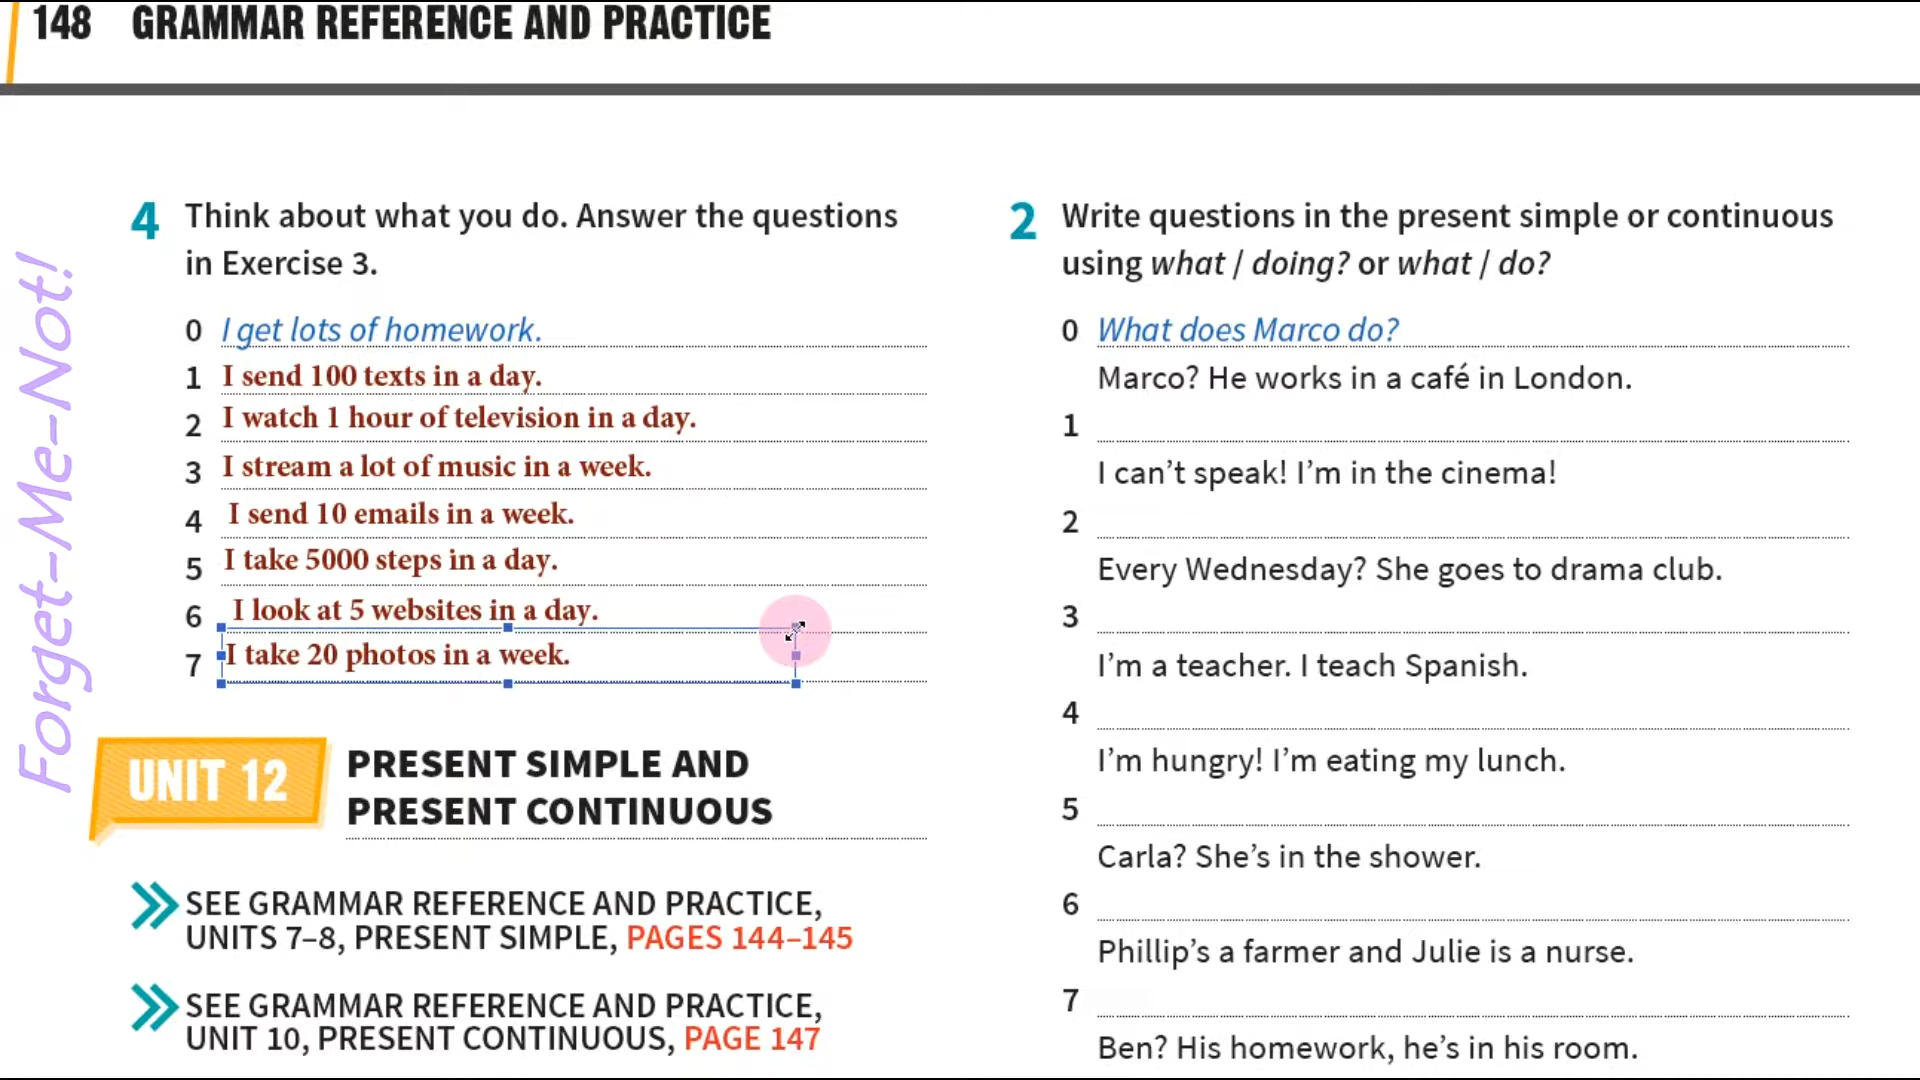 148 GRAMMAR REFERENCE AND PRACTICE
Forget-Me-Not!
4 Think about what you do. Answer the questions
in Exercise 3.
0 I get lots of homework.
1 I send 100 texts in a day.
2 I watch 1 hour of television in a day.
3 I stream a lot of music in a week.
4 I send 10 emails in a week.
5 I take 5000 steps in a day.
6 I look at 5 websites in a day.
7 I take 20 photos in a week.
UNIT 12 PRESENT SIMPLE AND
PRESENT CONTINUOUS
SEE GRAMMAR REFERENCE AND PRACTICE,
UNITS 7–8, PRESENT SIMPLE, PAGES 144–145
SEE GRAMMAR REFERENCE AND PRACTICE,
UNIT 10, PRESENT CONTINUOUS, PAGE 147
2 Write questions in the present simple or continuous
using what / doing? or what / do?
0 What does Marco do?
Marco? He works in a café in London.
1
I can’t speak! I’m in the cinema!
2
Every Wednesday? She goes to drama club.
3
I’m a teacher. I teach Spanish.
4
I’m hungry! I’m eating my lunch.
5
Carla? She’s in the shower.
6
Phillip’s a farmer and Julie is a nurse.
7
Ben? His homework, he’s in his room.